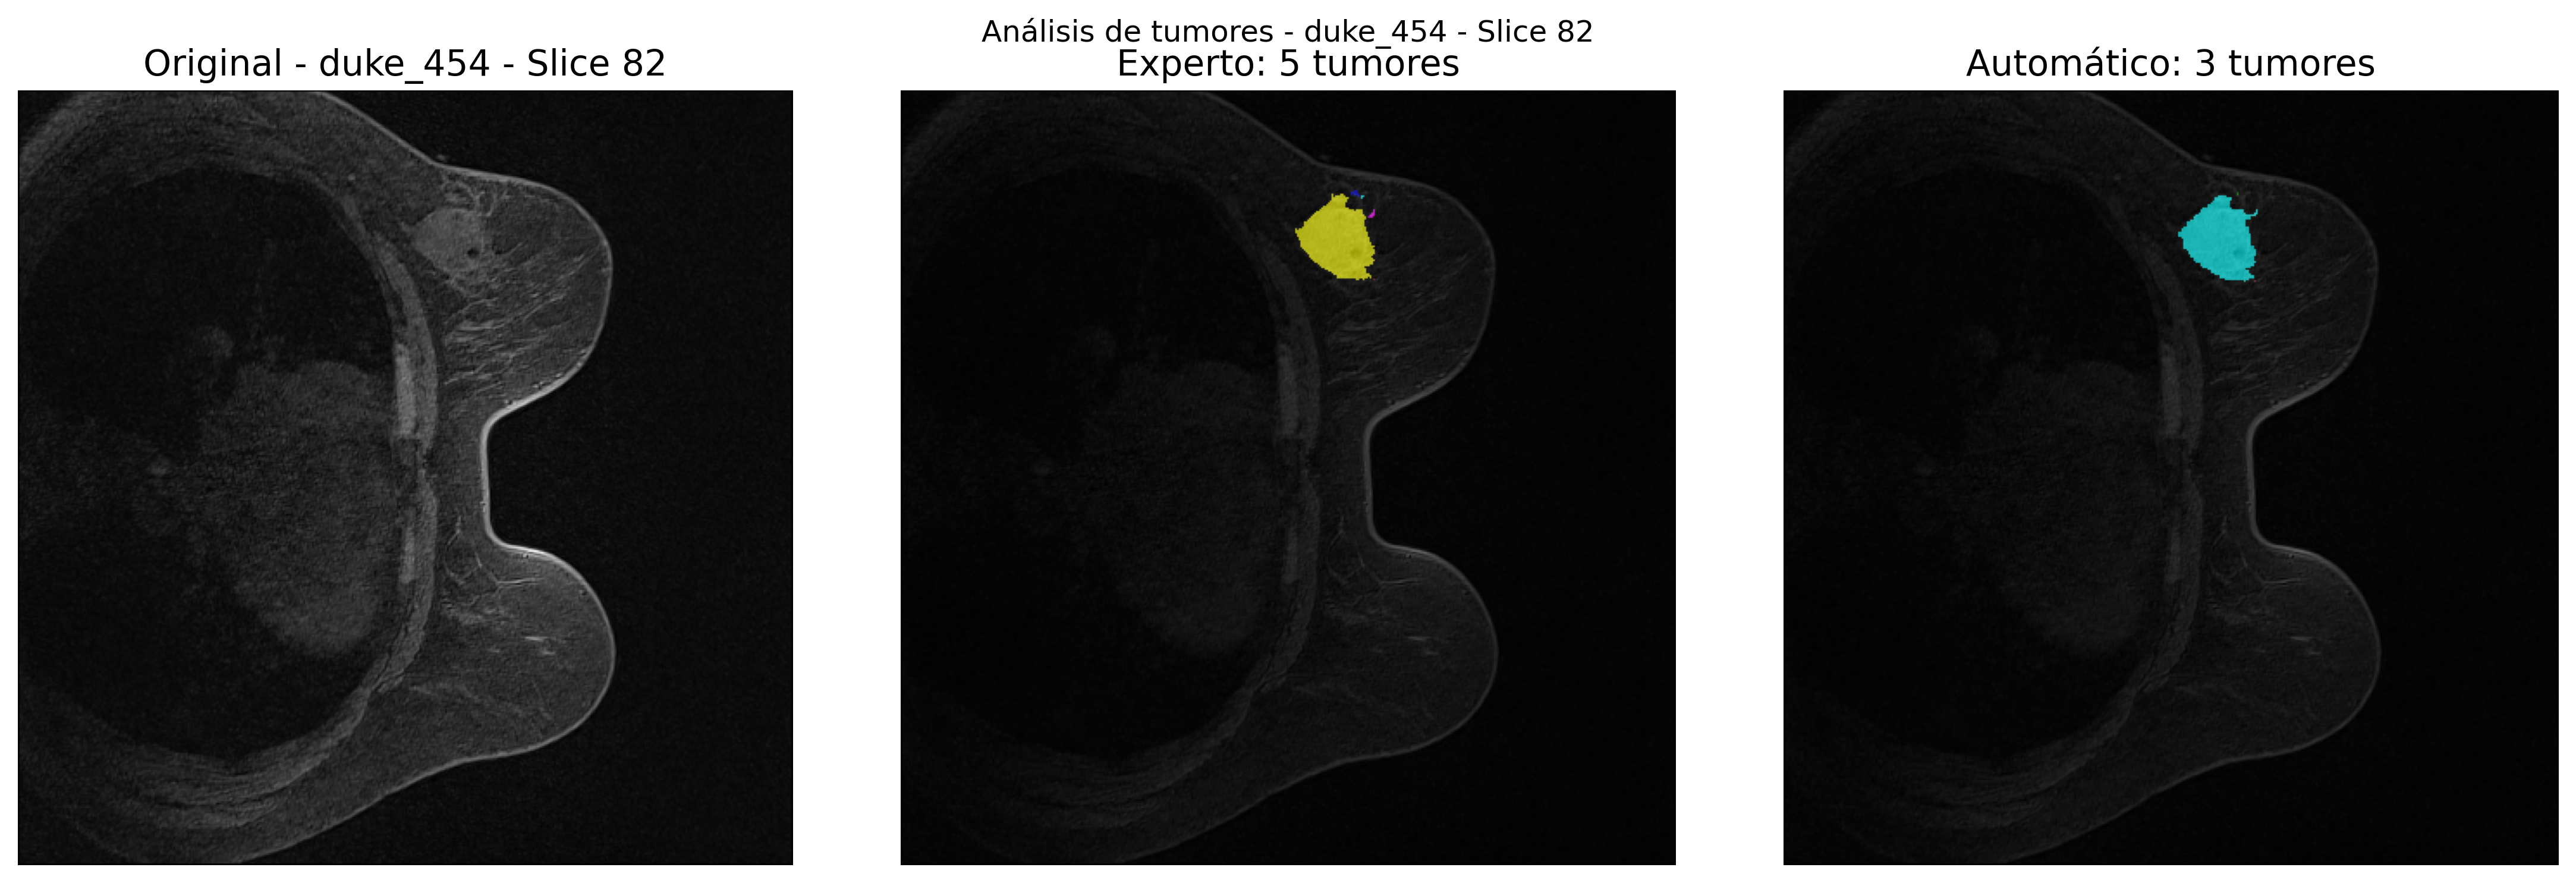 Análisis de tumores - duke_454 - Slice 82
Original - duke_454 - Slice 82
Experto: 5 tumores
Automático: 3 tumores